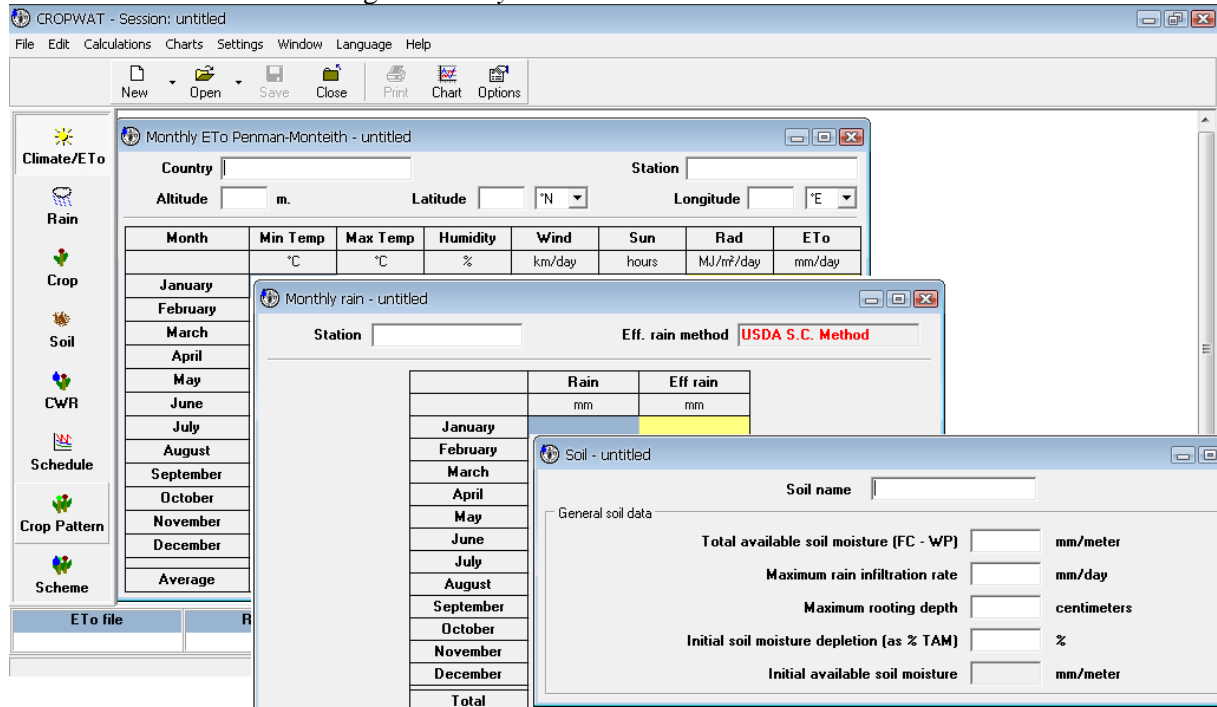 CROPWAT - Session: untitled
File Edit Calculations Charts Settings Window Language Help
New Open Save Close Print Chart Options
Climate/ETo
Rain
Crop
Soil
CWR
Schedule
Crop Pattern
Scheme
Monthly ETo Penman-Monteith - untitled
Country Station
Altitude m. Latitude °N Longitude °E
Month Min Temp Max Temp Humidity Wind Sun Rad ETo
°C °C % km/day hours MJ/m²/day mm/day
January
February
March
April
May
June
July
August
September
October
November
December
Average
ETo file
Monthly rain - untitled
Station Eff. rain method USDA S.C. Method
Rain Eff rain
mm mm
January
February
March
April
May
June
July
August
September
October
November
December
Total
Soil - untitled
Soil name
General soil data
Total available soil moisture (FC - WP) mm/meter
Maximum rain infiltration rate mm/day
Maximum rooting depth centimeters
Initial soil moisture depletion (as % TAM) %
Initial available soil moisture mm/meter